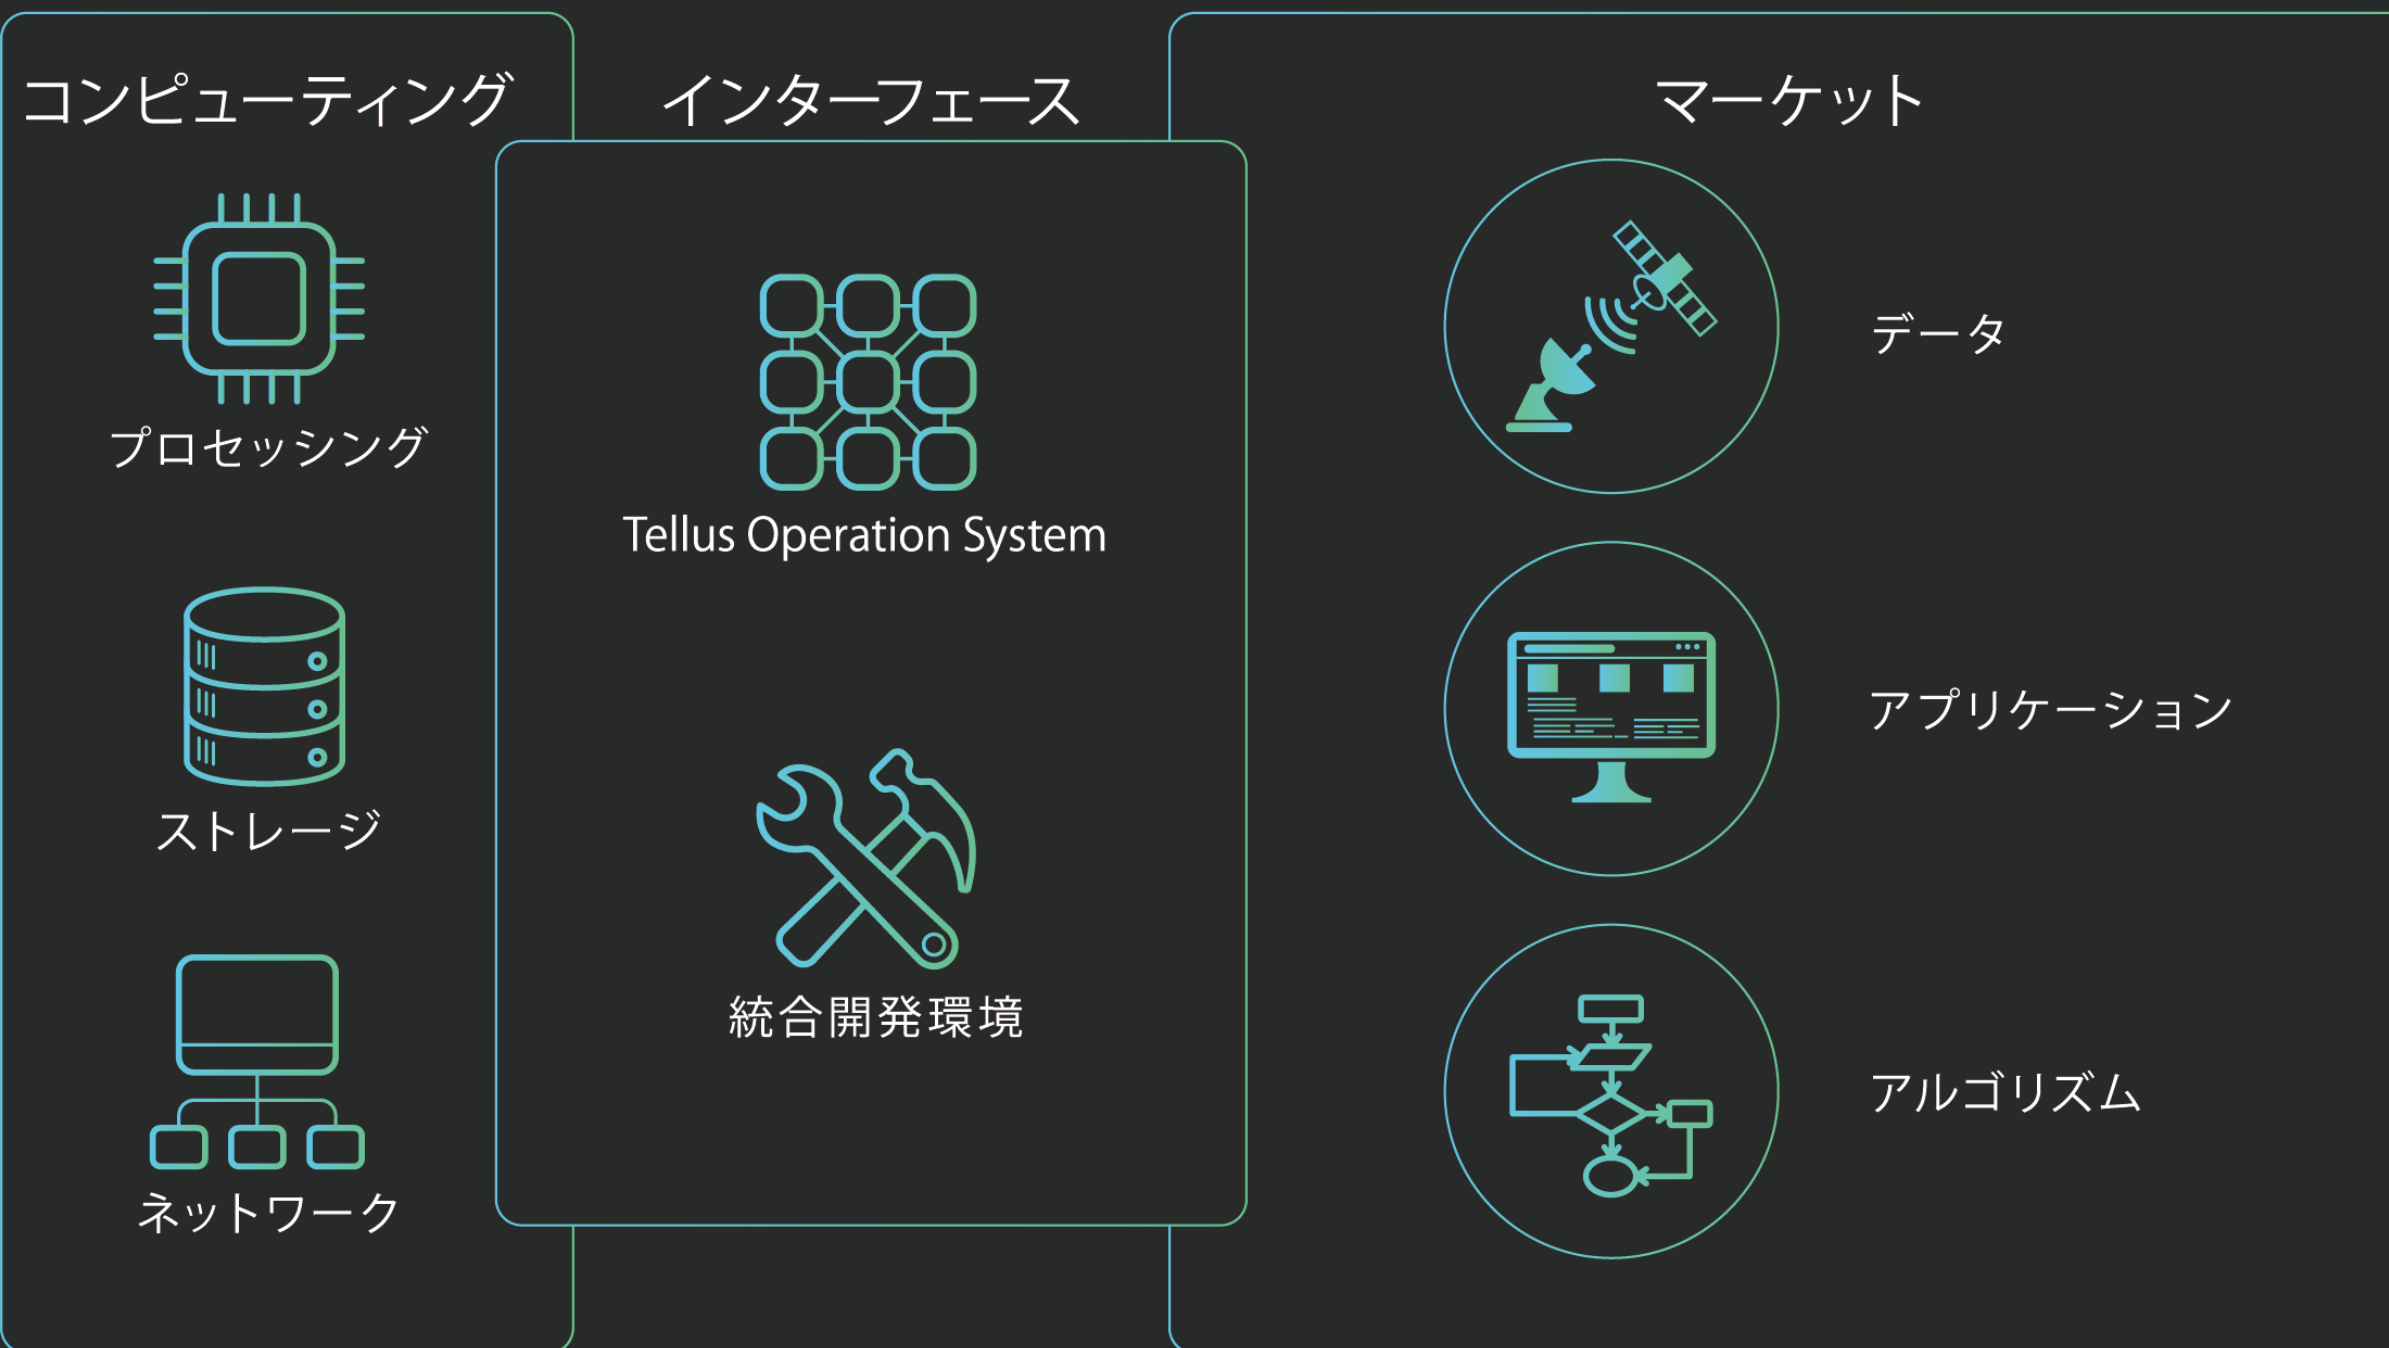 コンピューティング
プロセッシング
ストレージ
ネットワーク
インターフェース
Tellus Operation System
統合開発環境
マーケット
データ
アプリケーション
アルゴリズム